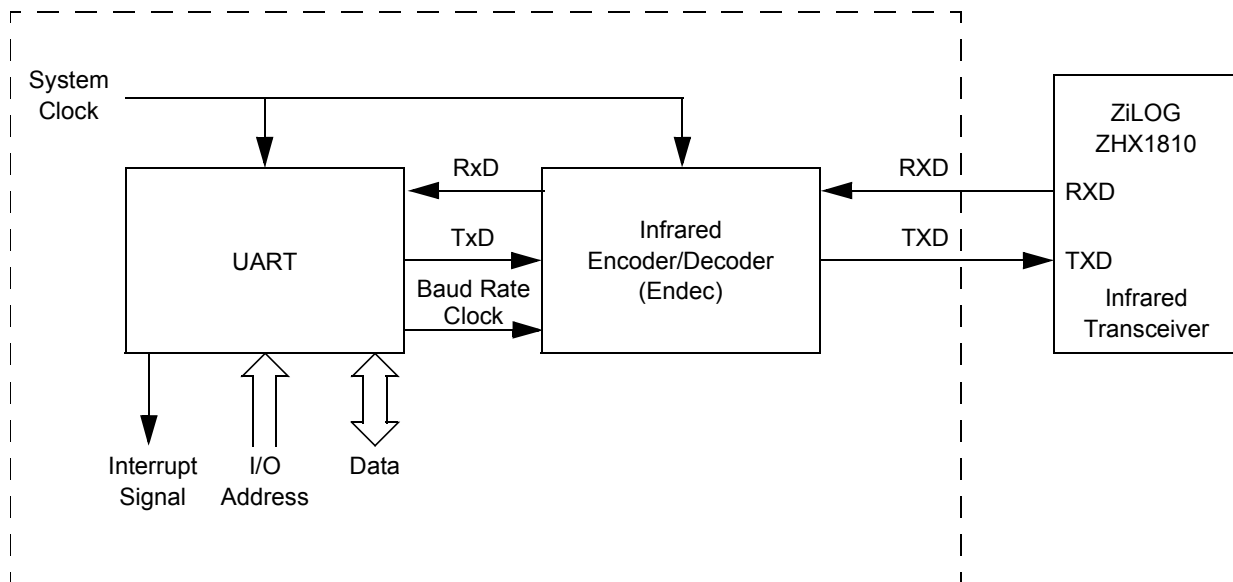 System
Clock
ZiLOG
ZHX1810
RxD
RXD
RXD
Infrared
Encoder/Decoder
(Endec)
UART
TxD
TXD
TXD
Baud Rate
Clock
Infrared
Transceiver
Interrupt
Signal
I/O
Address
Data